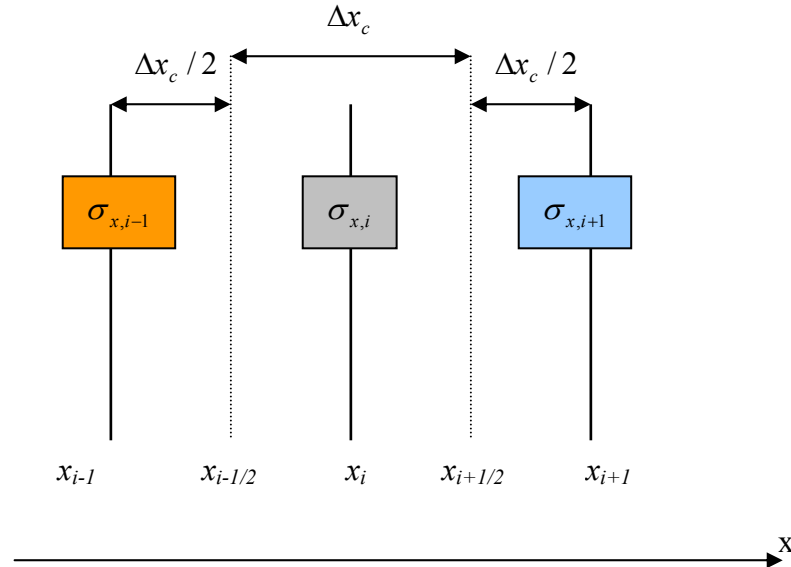 Δx_c
Δx_c / 2 Δx_c / 2
σ_{x,i−1} σ_{x,i} σ_{x,i+1}
x_{i-1} x_{i-1/2} x_i x_{i+1/2} x_{i+1}
x